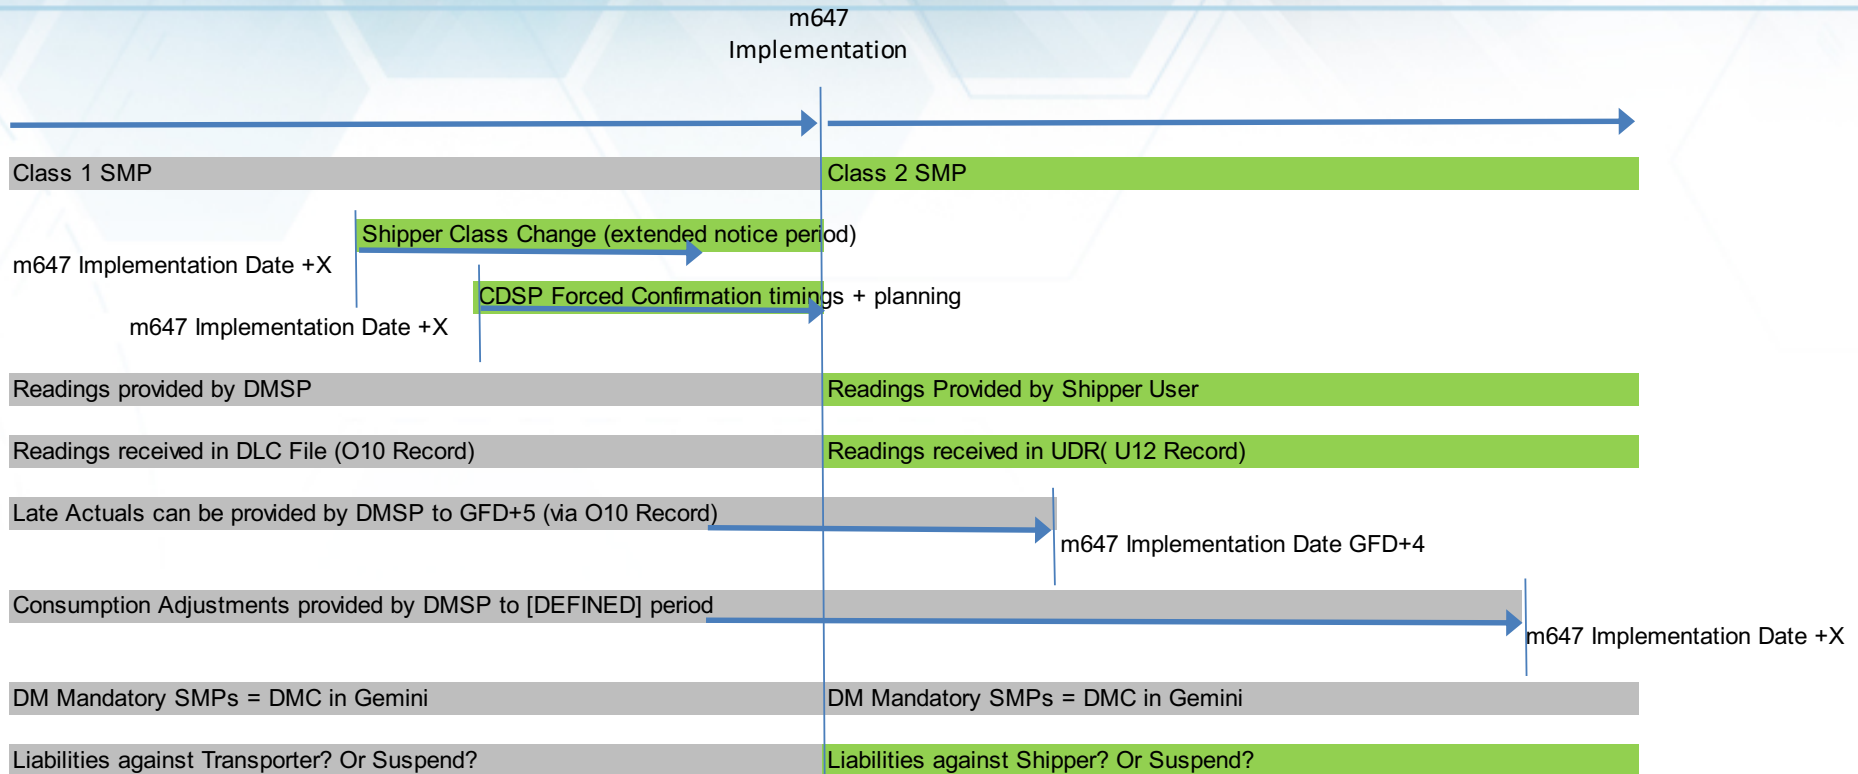 m647
Implementation
Class 1 SMP
Class 2 SMP
Shipper Class Change (extended notice period)
m647 Implementation Date +X
CDSP Forced Confirmation timings + planning
m647 Implementation Date +X
Readings provided by DMSP
Readings Provided by Shipper User
Readings received in DLC File (O10 Record)
Readings received in UDR( U12 Record)
Late Actuals can be provided by DMSP to GFD+5 (via O10 Record)
m647 Implementation Date GFD+4
Consumption Adjustments provided by DMSP to [DEFINED] period
m647 Implementation Date +X
DM Mandatory SMPs = DMC in Gemini
DM Mandatory SMPs = DMC in Gemini
Liabilities against Transporter? Or Suspend?
Liabilities against Shipper? Or Suspend?